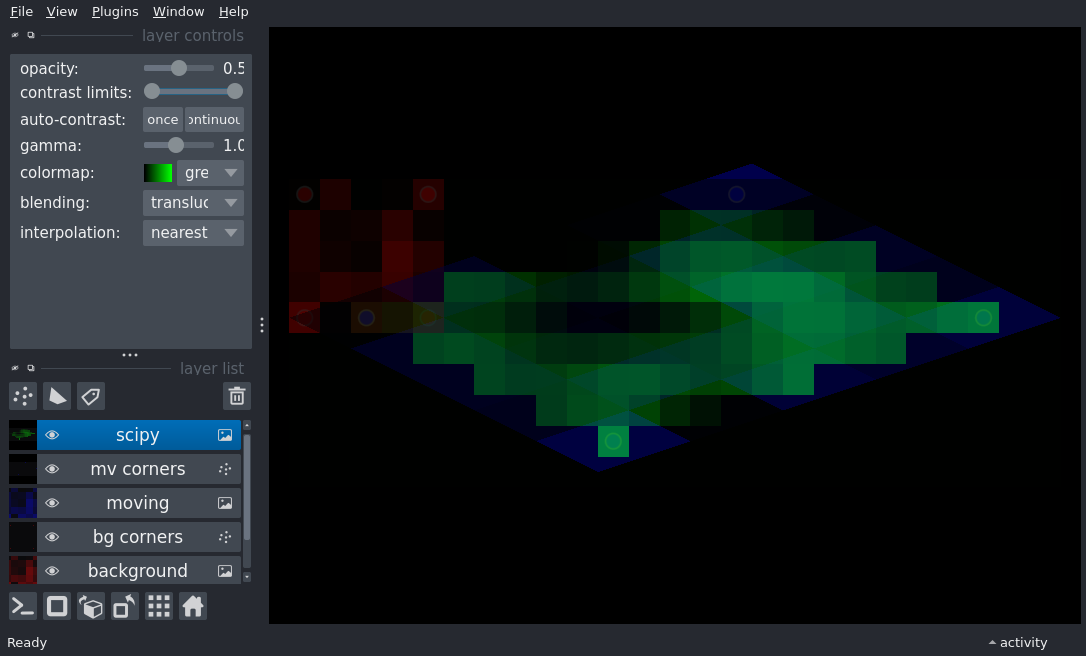 File View Plugins Window Help
layer controls
opacity: 0.5
contrast limits:
auto-contrast: once ontinuou
gamma: 1.0
colormap: gre
blending: transluc
interpolation: nearest
layer list
scipy
mv corners
moving
bg corners
background
Ready
activity